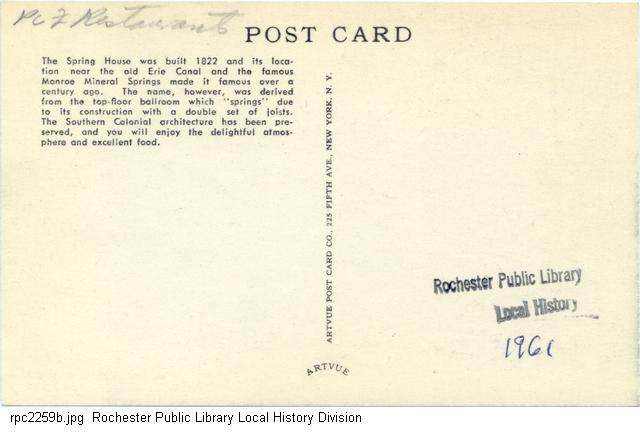 PC Z Restaurants
POST CARD
The Spring House was built 1822 and its loca-
tion near the old Erie Canal and the famous
Monroe Mineral Springs made it famous over a
century ago. The name, however, was derived
from the top-floor ballroom which "springs" due
to its construction with a double set of joists.
The Southern Colonial architecture has been pre-
served, and you will enjoy the delightful atmos-
phere and excellent food.
ARTVUE POST CARD CO., 225 FIFTH AVE., NEW YORK, N. Y.
ARTVUE
Rochester Public Library
Local History
1961
rpc2259b.jpg Rochester Public Library Local History Division